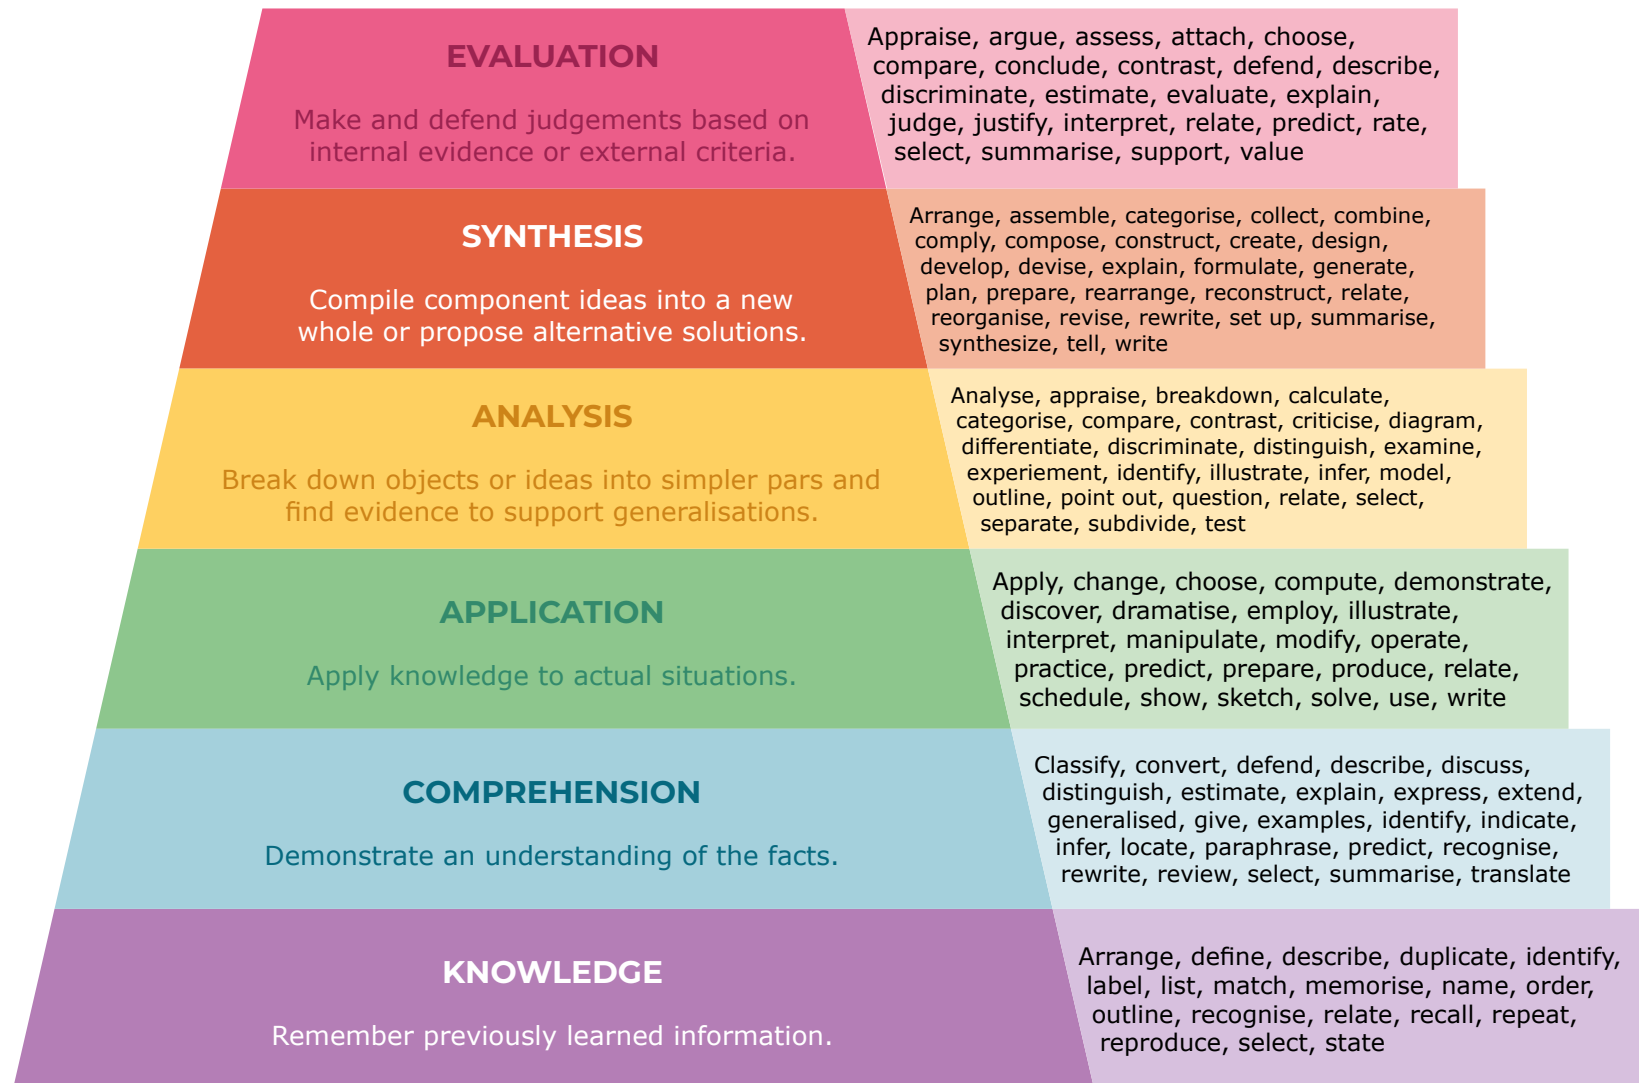 EVALUATION
Make and defend judgements based on
internal evidence or external criteria.
Appraise, argue, assess, attach, choose,
compare, conclude, contrast, defend, describe,
discriminate, estimate, evaluate, explain,
judge, justify, interpret, relate, predict, rate,
select, summarise, support, value
SYNTHESIS
Compile component ideas into a new
whole or propose alternative solutions.
Arrange, assemble, categorise, collect, combine,
comply, compose, construct, create, design,
develop, devise, explain, formulate, generate,
plan, prepare, rearrange, reconstruct, relate,
reorganise, revise, rewrite, set up, summarise,
synthesize, tell, write
ANALYSIS
Break down objects or ideas into simpler pars and
find evidence to support generalisations.
Analyse, appraise, breakdown, calculate,
categorise, compare, contrast, criticise, diagram,
differentiate, discriminate, distinguish, examine,
experiement, identify, illustrate, infer, model,
outline, point out, question, relate, select,
separate, subdivide, test
APPLICATION
Apply knowledge to actual situations.
Apply, change, choose, compute, demonstrate,
discover, dramatise, employ, illustrate,
interpret, manipulate, modify, operate,
practice, predict, prepare, produce, relate,
schedule, show, sketch, solve, use, write
COMPREHENSION
Demonstrate an understanding of the facts.
Classify, convert, defend, describe, discuss,
distinguish, estimate, explain, express, extend,
generalised, give, examples, identify, indicate,
infer, locate, paraphrase, predict, recognise,
rewrite, review, select, summarise, translate
KNOWLEDGE
Remember previously learned information.
Arrange, define, describe, duplicate, identify,
label, list, match, memorise, name, order,
outline, recognise, relate, recall, repeat,
reproduce, select, state